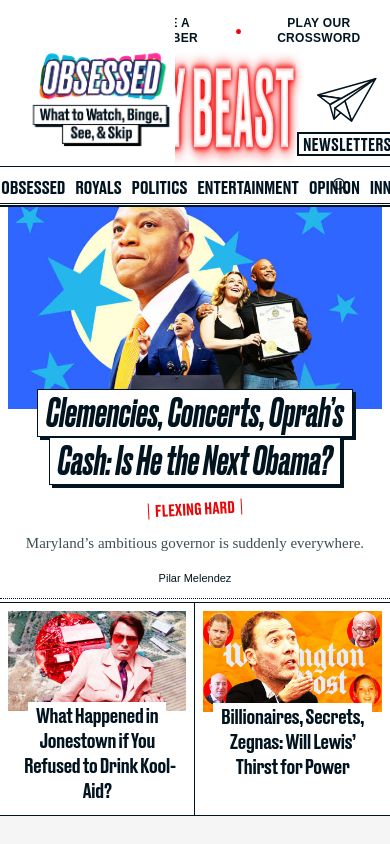 E A
BER
PLAY OUR
CROSSWORD
OBSESSED
What to Watch, Binge,
See, & Skip
Y BEAST
NEWSLETTERS
OBSESSED ROYALS POLITICS ENTERTAINMENT OPINION INN
Clemencies, Concerts, Oprah's
Cash: Is He the Next Obama?
FLEXING HARD
Maryland’s ambitious governor is suddenly everywhere.
Pilar Melendez
What Happened in
Jonestown if You
Refused to Drink Kool-
Aid?
Billionaires, Secrets,
Zegnas: Will Lewis’
Thirst for Power